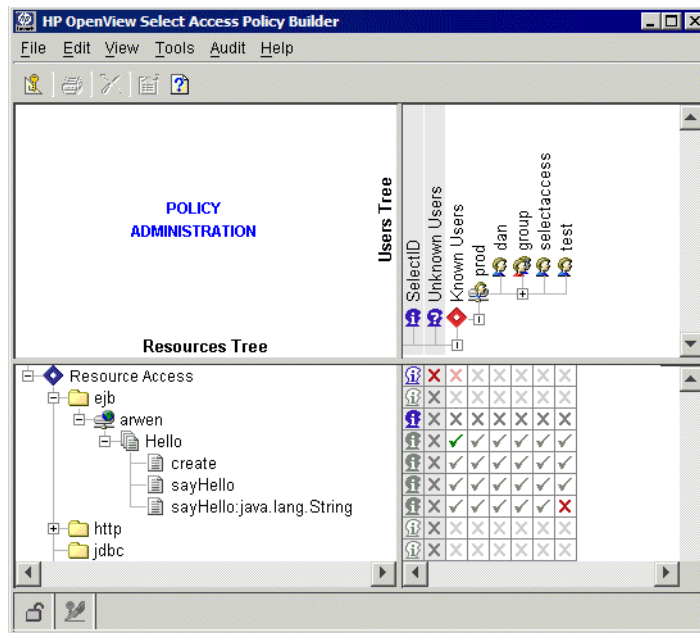 HP OpenView Select Access Policy Builder
File Edit View Tools Audit Help
POLICY
ADMINISTRATION
Users Tree
Resources Tree
SelectID
Unknown Users
Known Users
prod
dan
group
selectaccess
test
Resource Access
ejb
arwen
Hello
create
sayHello
sayHello:java.lang.String
http
jdbc